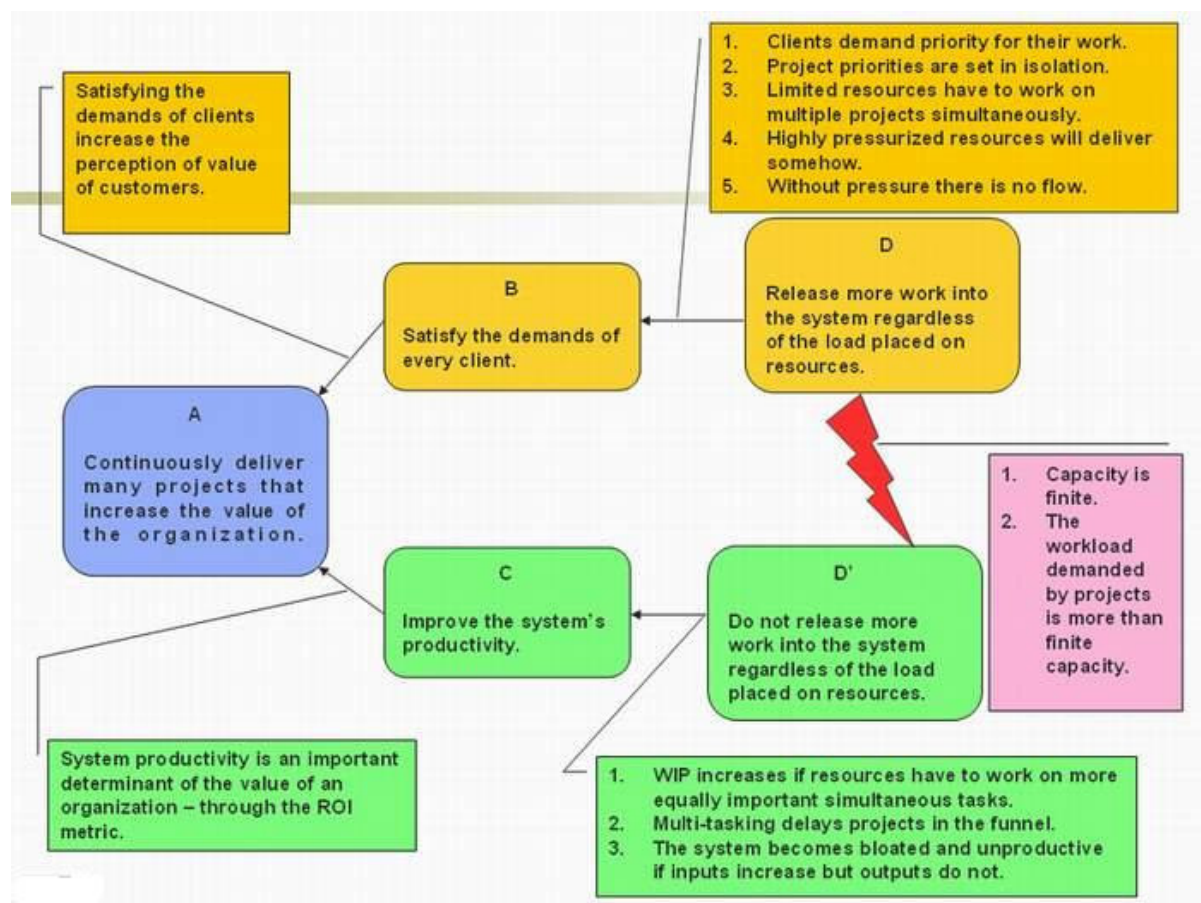 Satisfying the
demands of clients
increase the
perception of value
of customers.
1. Clients demand priority for their work.
2. Project priorities are set in isolation.
3. Limited resources have to work on
multiple projects simultaneously.
4. Highly pressurized resources will deliver
somehow.
5. Without pressure there is no flow.
B
Satisfy the demands of
every client.
D
Release more work into
the system regardless
of the load placed on
resources.
A
Continuously deliver
many projects that
increase the value of
the organization.
1. Capacity is
finite.
2. The
workload
demanded
by projects
is more than
finite
capacity.
C
Improve the system's
productivity.
D'
Do not release more
work into the system
regardless of the load
placed on resources.
System productivity is an important
determinant of the value of an
organization – through the ROI
metric.
1. WIP increases if resources have to work on more
equally important simultaneous tasks.
2. Multi-tasking delays projects in the funnel.
3. The system becomes bloated and unproductive
if inputs increase but outputs do not.